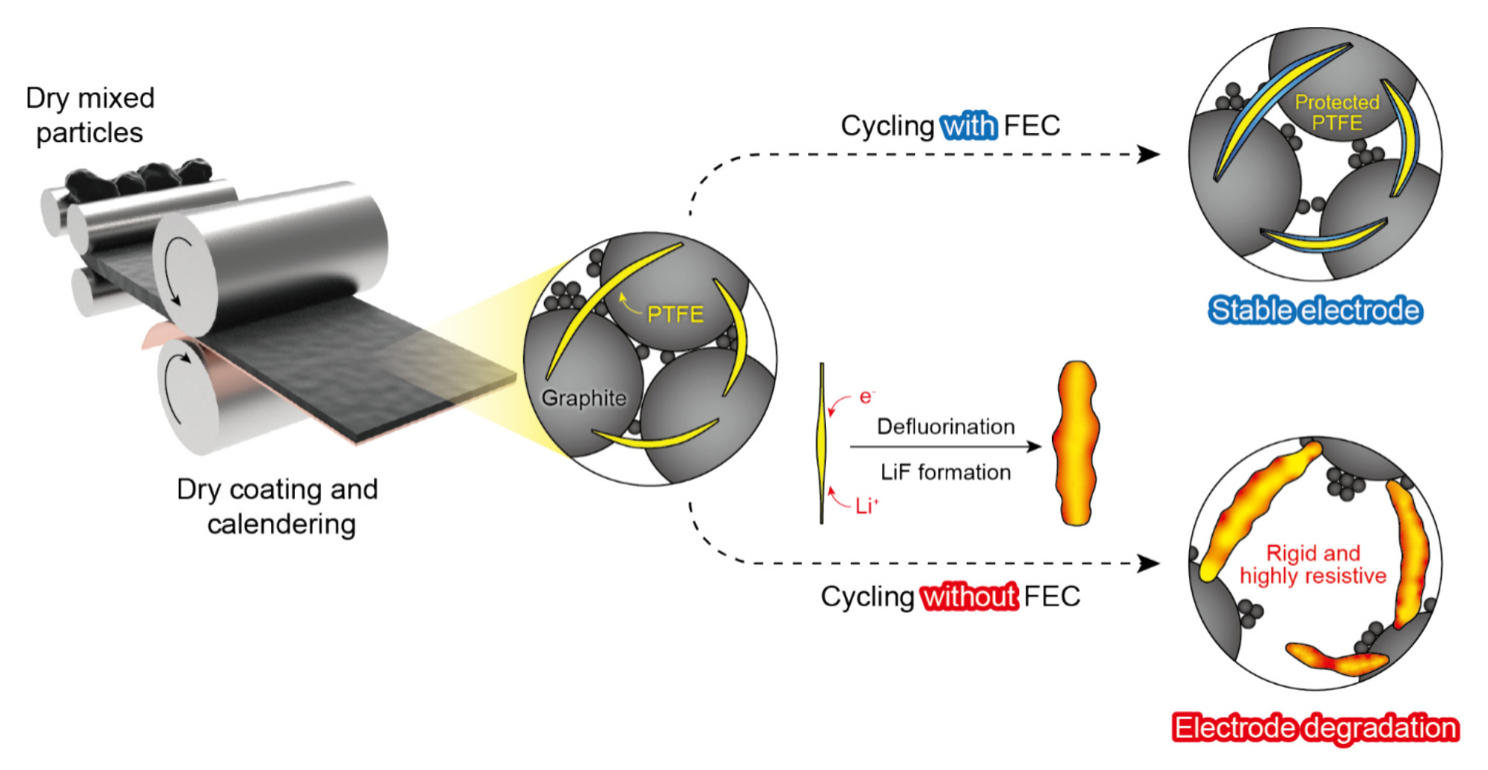 Dry mixed
particles
Dry coating and
calendering
PTFE
Graphite
Cycling with FEC
Protected
PTFE
Stable electrode
e⁻
Defluorination
LiF formation
Li⁺
Cycling without FEC
Rigid and
highly resistive
Electrode degradation